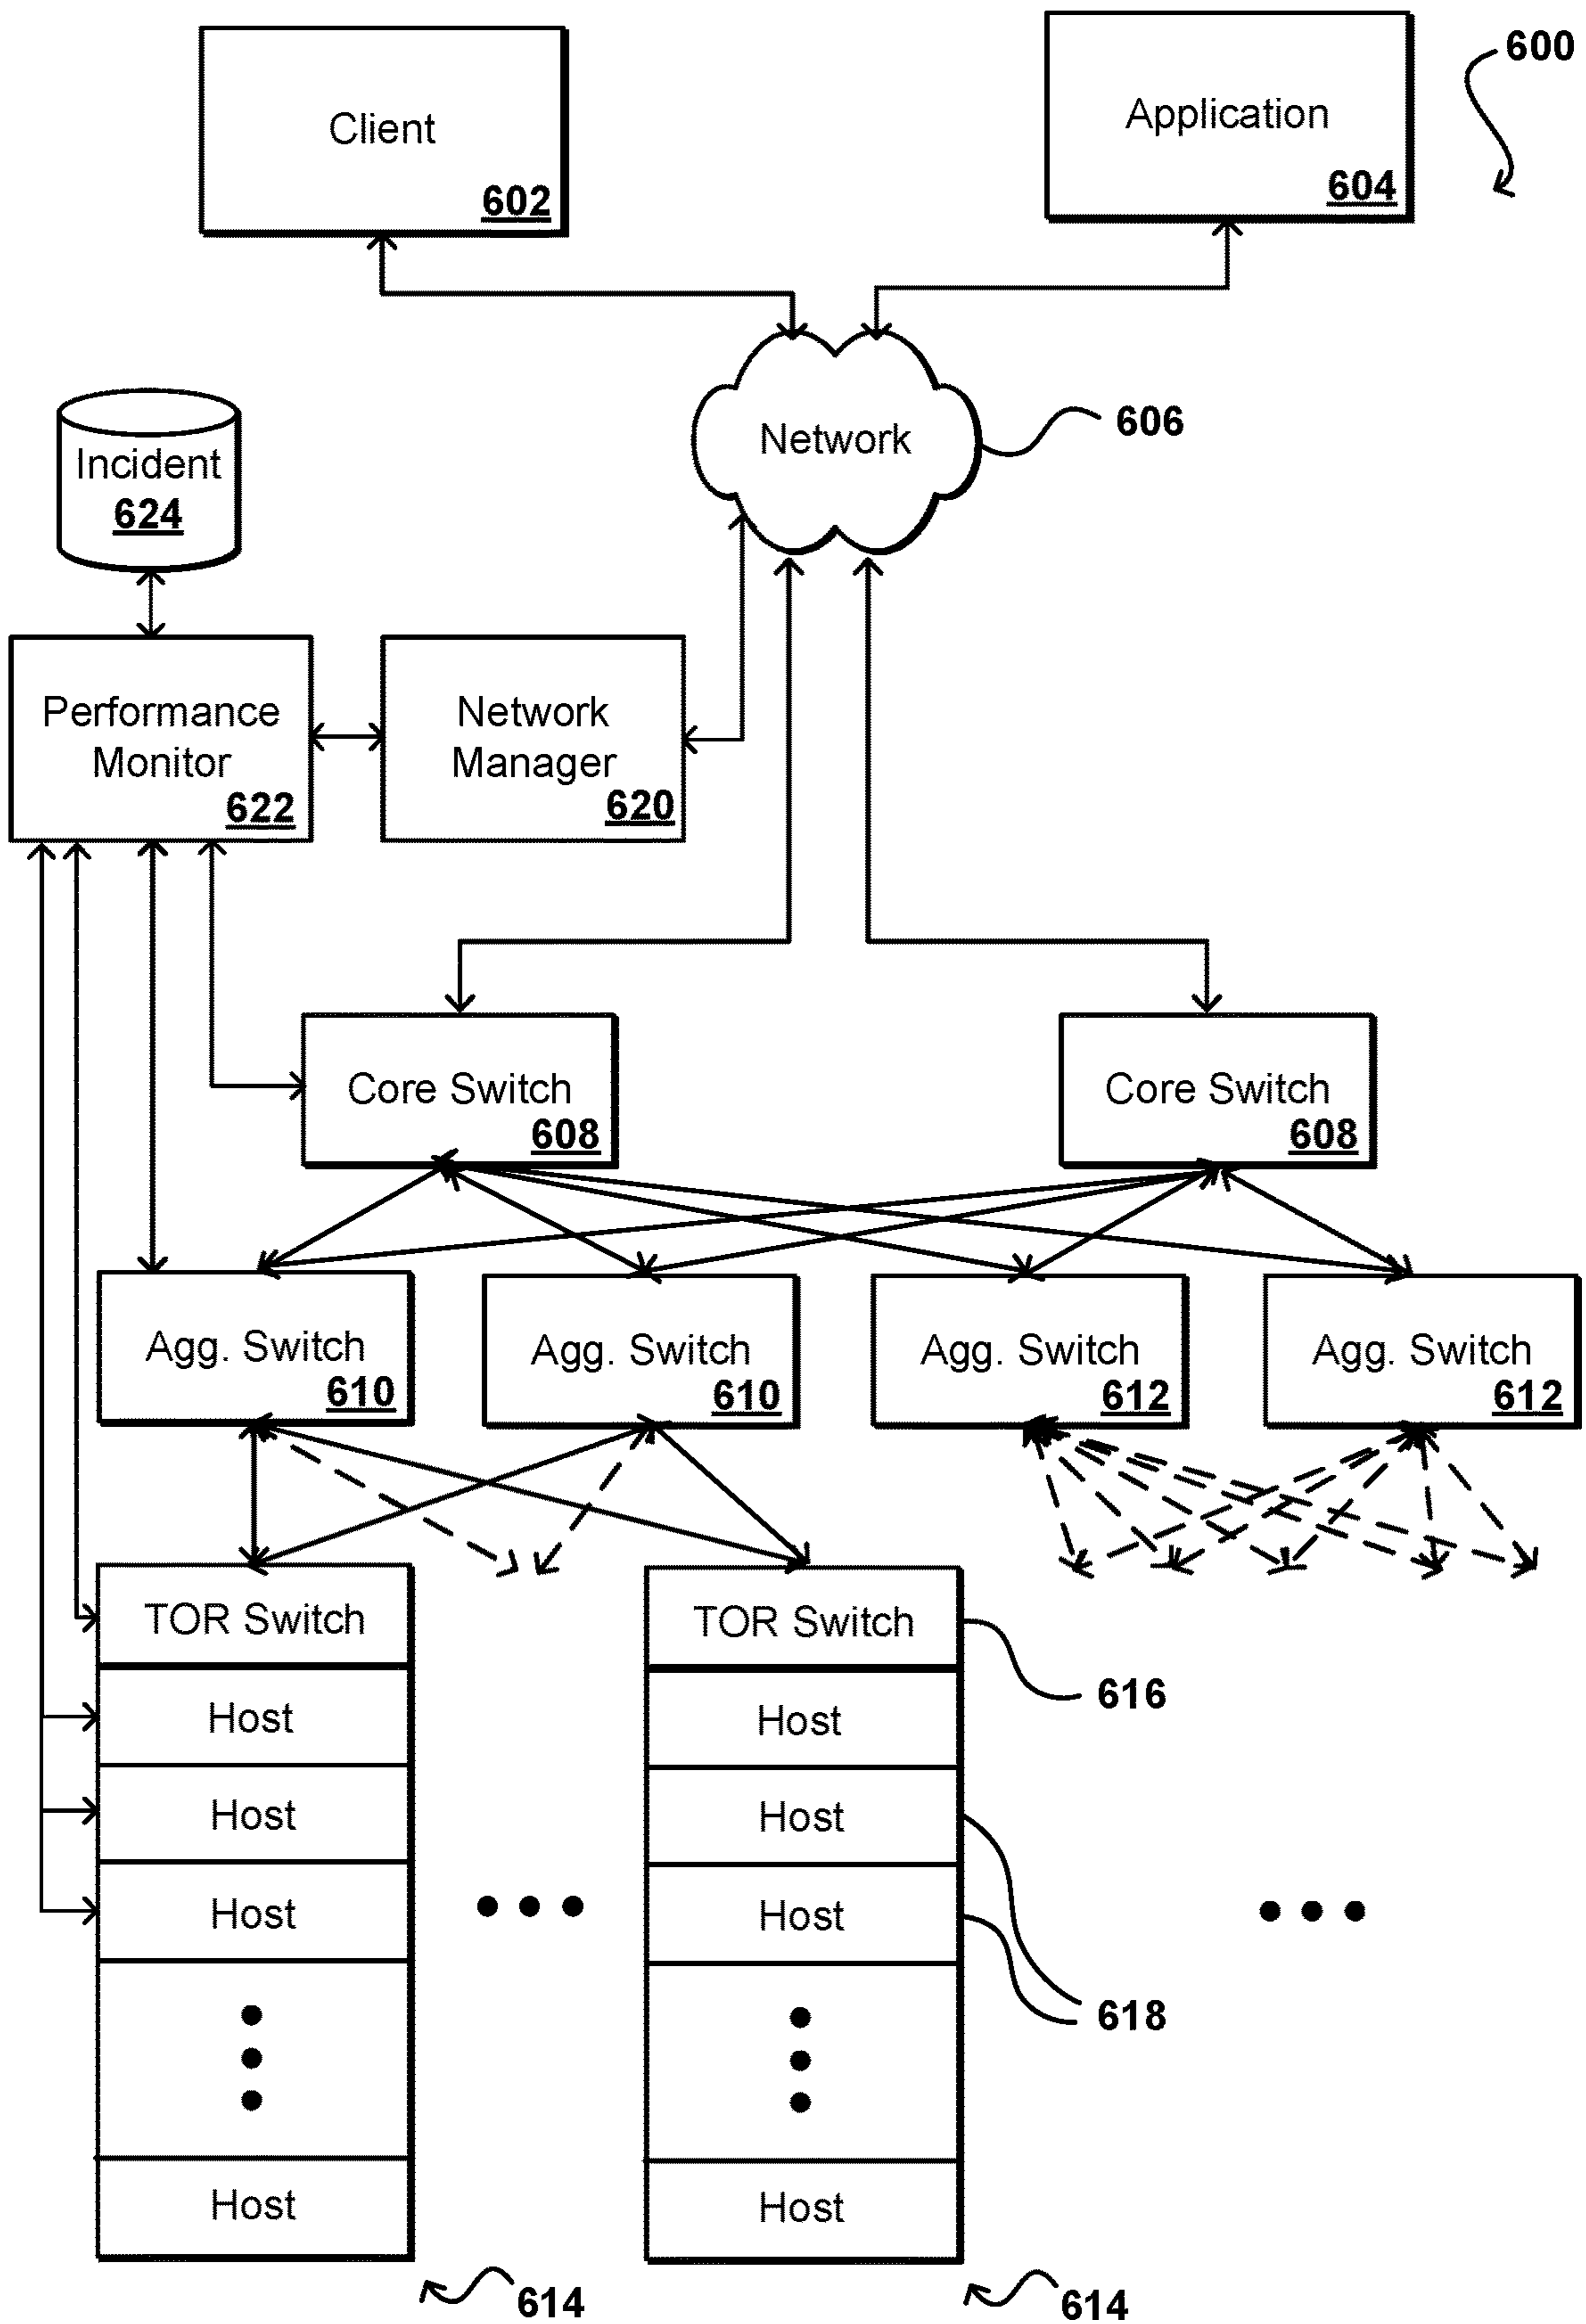 600
Client
602
Application
604
Network
606
Incident
624
Performance
Monitor
622
Network
Manager
620
Core Switch
608
Core Switch
608
Agg. Switch
610
Agg. Switch
610
Agg. Switch
612
Agg. Switch
612
TOR Switch
Host
Host
Host
Host
614
TOR Switch
616
Host
Host
Host
618
Host
614